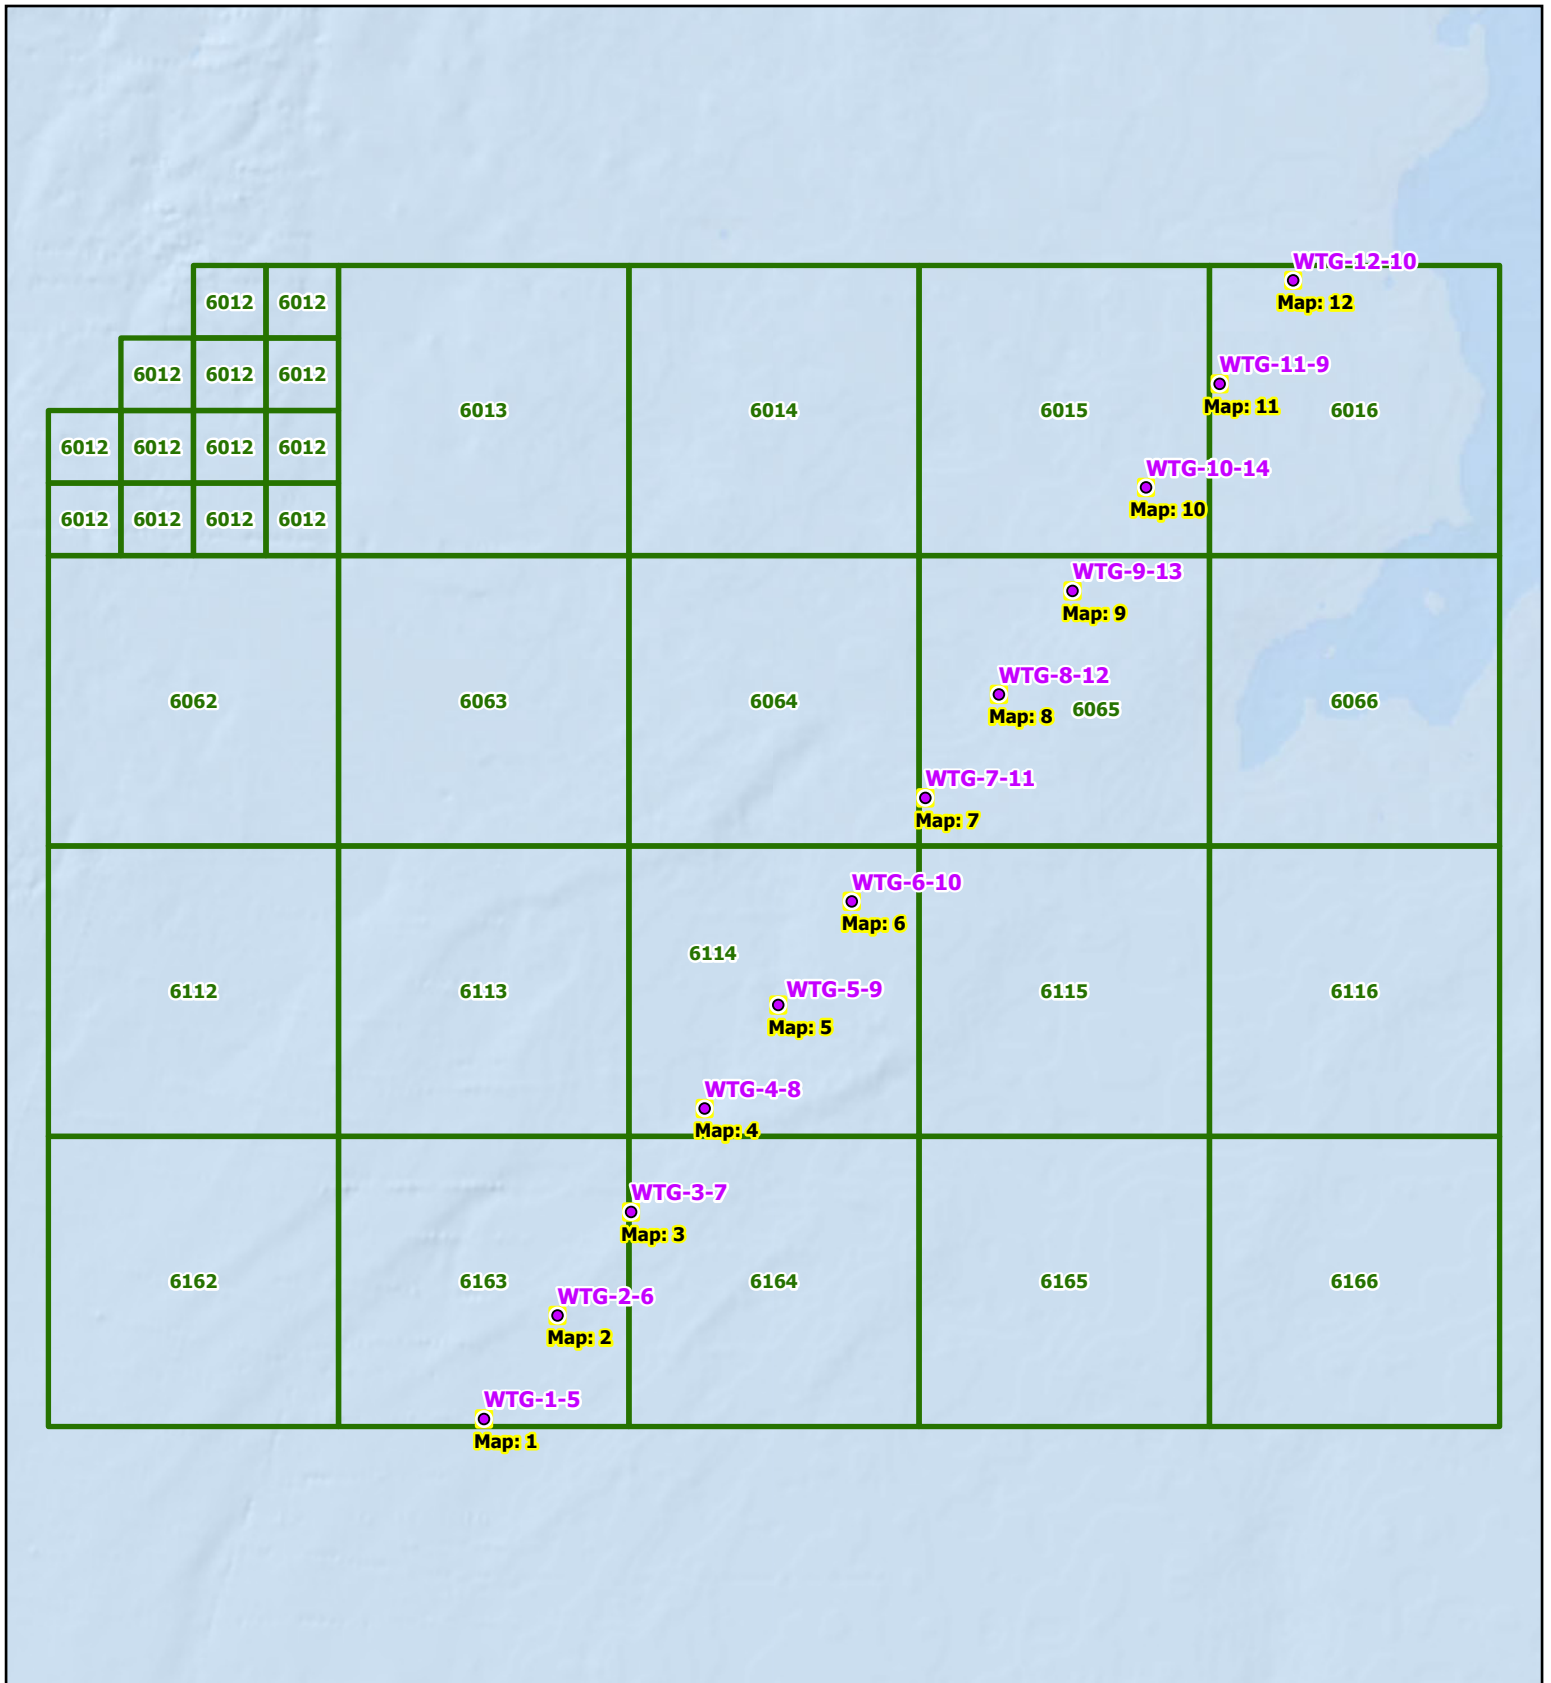 WTG-12-10
6012 6012 Map: 12
WTG-11-9
6012 6012 6012
Map: 11
6013 6014 6015 6016
6012 6012 6012 6012
WTG-10-14
Map: 10
6012 6012 6012 6012
WTG-9-13
Map: 9
WTG-8-12
6062 6063 6064 6066
6065
Map: 8
WTG-7-11
Map: 7
WTG-6-10
Map: 6
6114
WTG-5-9
6112 6113 6115 6116
Map: 5
WTG-4-8
Map: 4
WTG-3-7
Map: 3
6162 6163 6164 6165 6166
WTG-2-6
Map: 2
WTG-1-5
Map: 1